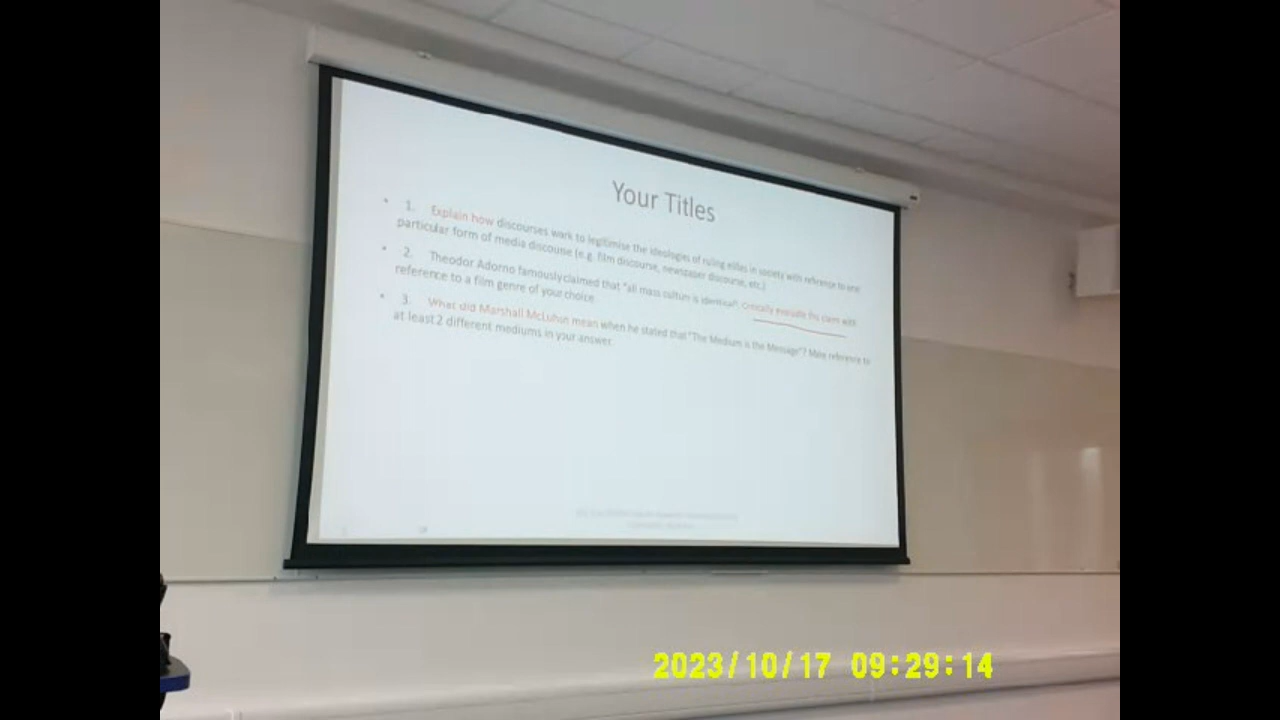 Your Titles
• 1. Explain how discourses work to legitimise the ideologies of ruling elites in society with reference to one
particular form of media discourse (e.g. film discourse, newspaper discourse, etc.)
• 2. Theodor Adorno famously claimed that "all mass culture is identical". Critically evaluate this claim with
reference to a film genre of your choice
• 3. What did Marshall McLuhan mean when he stated that "The Medium is the Message"? Make reference to
at least 2 different mediums in your answer.
2023/10/17 09:29:14